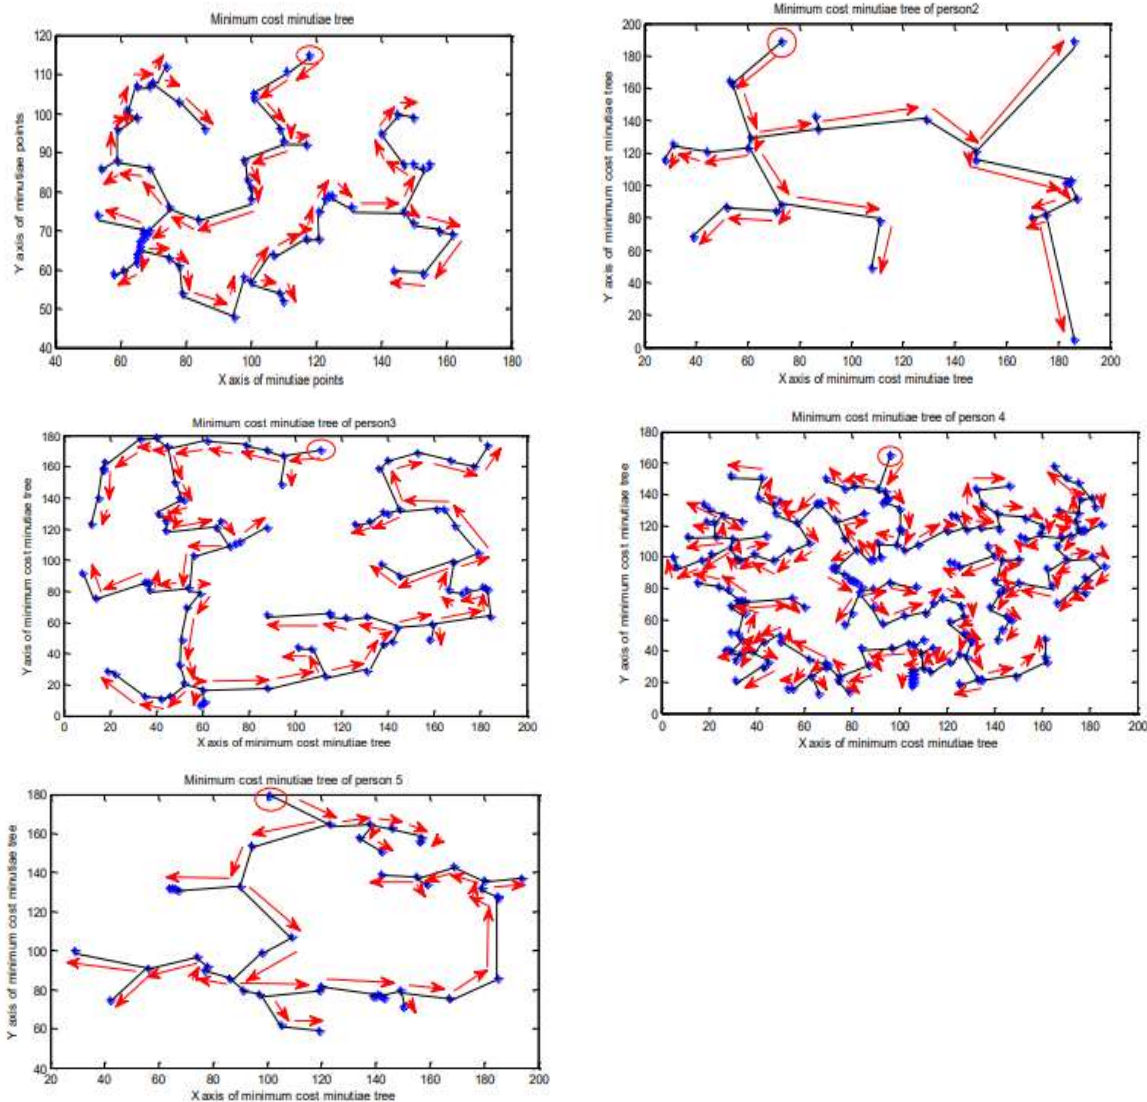 Minimum cost minutiae tree
Y axis of minutiae points
120
110
100
90
80
70
60
50
40
40 60 80 100 120 140 160 180
X axis of minutiae points
Minimum cost minutiae tree of person2
Y axis of minimum cost minutiae tree
200
180
160
140
120
100
80
60
40
20
0
20 40 60 80 100 120 140 160 180 200
X axis of minimum cost minutiae tree
Minimum cost minutiae tree of person3
Y axis of minimum cost minutiae tree
180
160
140
120
100
80
60
40
20
0
0 20 40 60 80 100 120 140 160 180 200
X axis of minimum cost minutiae tree
Minimum cost minutiae tree of person 4
Y axis of minimum cost minutiae tree
180
160
140
120
100
80
60
40
20
0
0 20 40 60 80 100 120 140 160 180 200
X axis of minimum cost minutiae tree
Minimum cost minutiae tree of person 5
Y axis of minimum cost minutiae tree
180
160
140
120
100
80
60
40
20 40 60 80 100 120 140 160 180 200
X axis of minimum cost minutiae tree